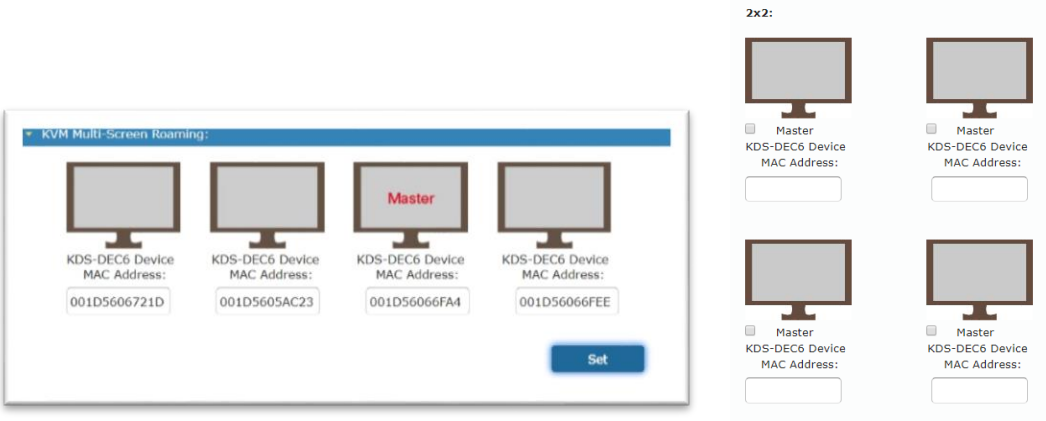 KVM Multi-Screen Roaming:
Master
KDS-DEC6 Device KDS-DEC6 Device KDS-DEC6 Device KDS-DEC6 Device
MAC Address: MAC Address: MAC Address: MAC Address:
001D5606721D 001D5605AC23 001D56066FA4 001D56066FEE
Set
2x2:
Master Master
KDS-DEC6 Device KDS-DEC6 Device
MAC Address: MAC Address:
Master Master
KDS-DEC6 Device KDS-DEC6 Device
MAC Address: MAC Address: